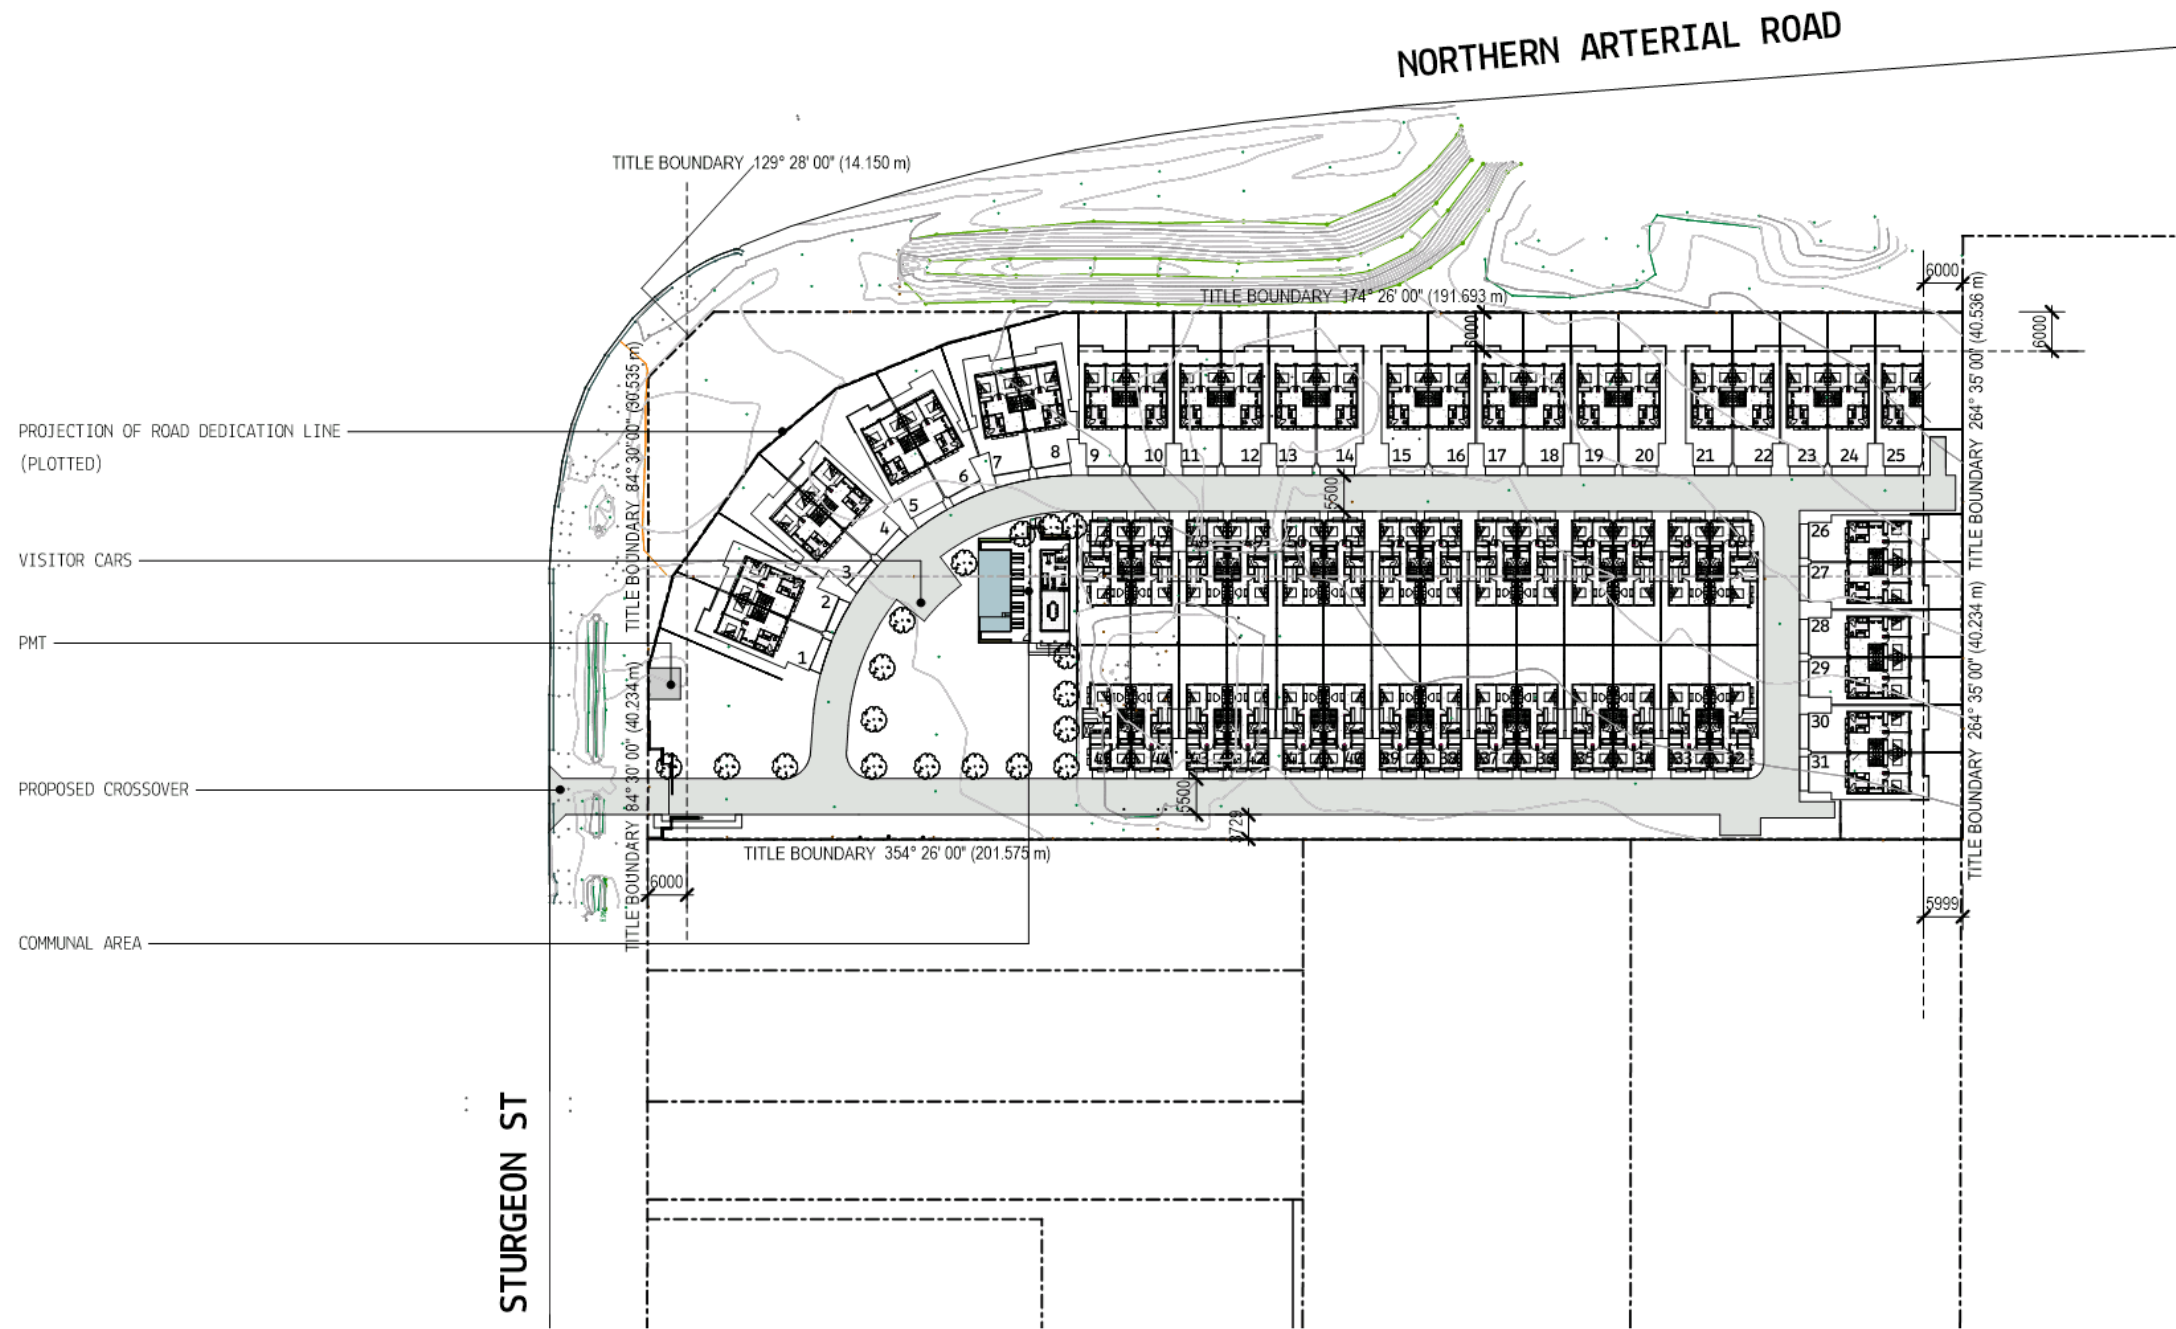 NORTHERN ARTERIAL ROAD
TITLE BOUNDARY 129° 28' 00" (14.150 m)
TITLE BOUNDARY 174° 26' 00" (191.693 m)
6000
6000
6000
TITLE BOUNDARY 264° 35' 00" (40.536 m)
TITLE BOUNDARY 84° 30' 00" (30.535 m)
PROJECTION OF ROAD DEDICATION LINE
(PLOTTED)
1 2 3 4 5 6 7 8 9 10 11 12 13 14 15 16 17 18 19 20 21 22 23 24 25
5500
VISITOR CARS
26
27
28
29
30
31
PMT
TITLE BOUNDARY 84° 30' 00" (40.234 m)
TITLE BOUNDARY 264° 35' 00" (40.234 m)
PROPOSED CROSSOVER
5500
3729
TITLE BOUNDARY 354° 26' 00" (201.575 m)
6000
5999
COMMUNAL AREA
STURGEON ST